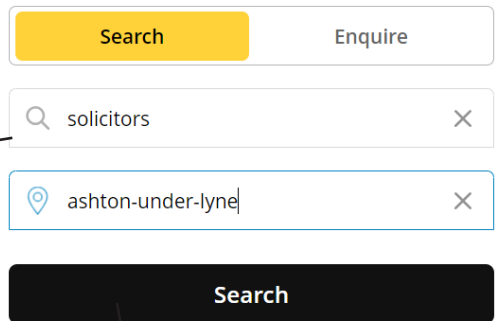 Search
Enquire
solicitors
ashton-under-lyne
Search